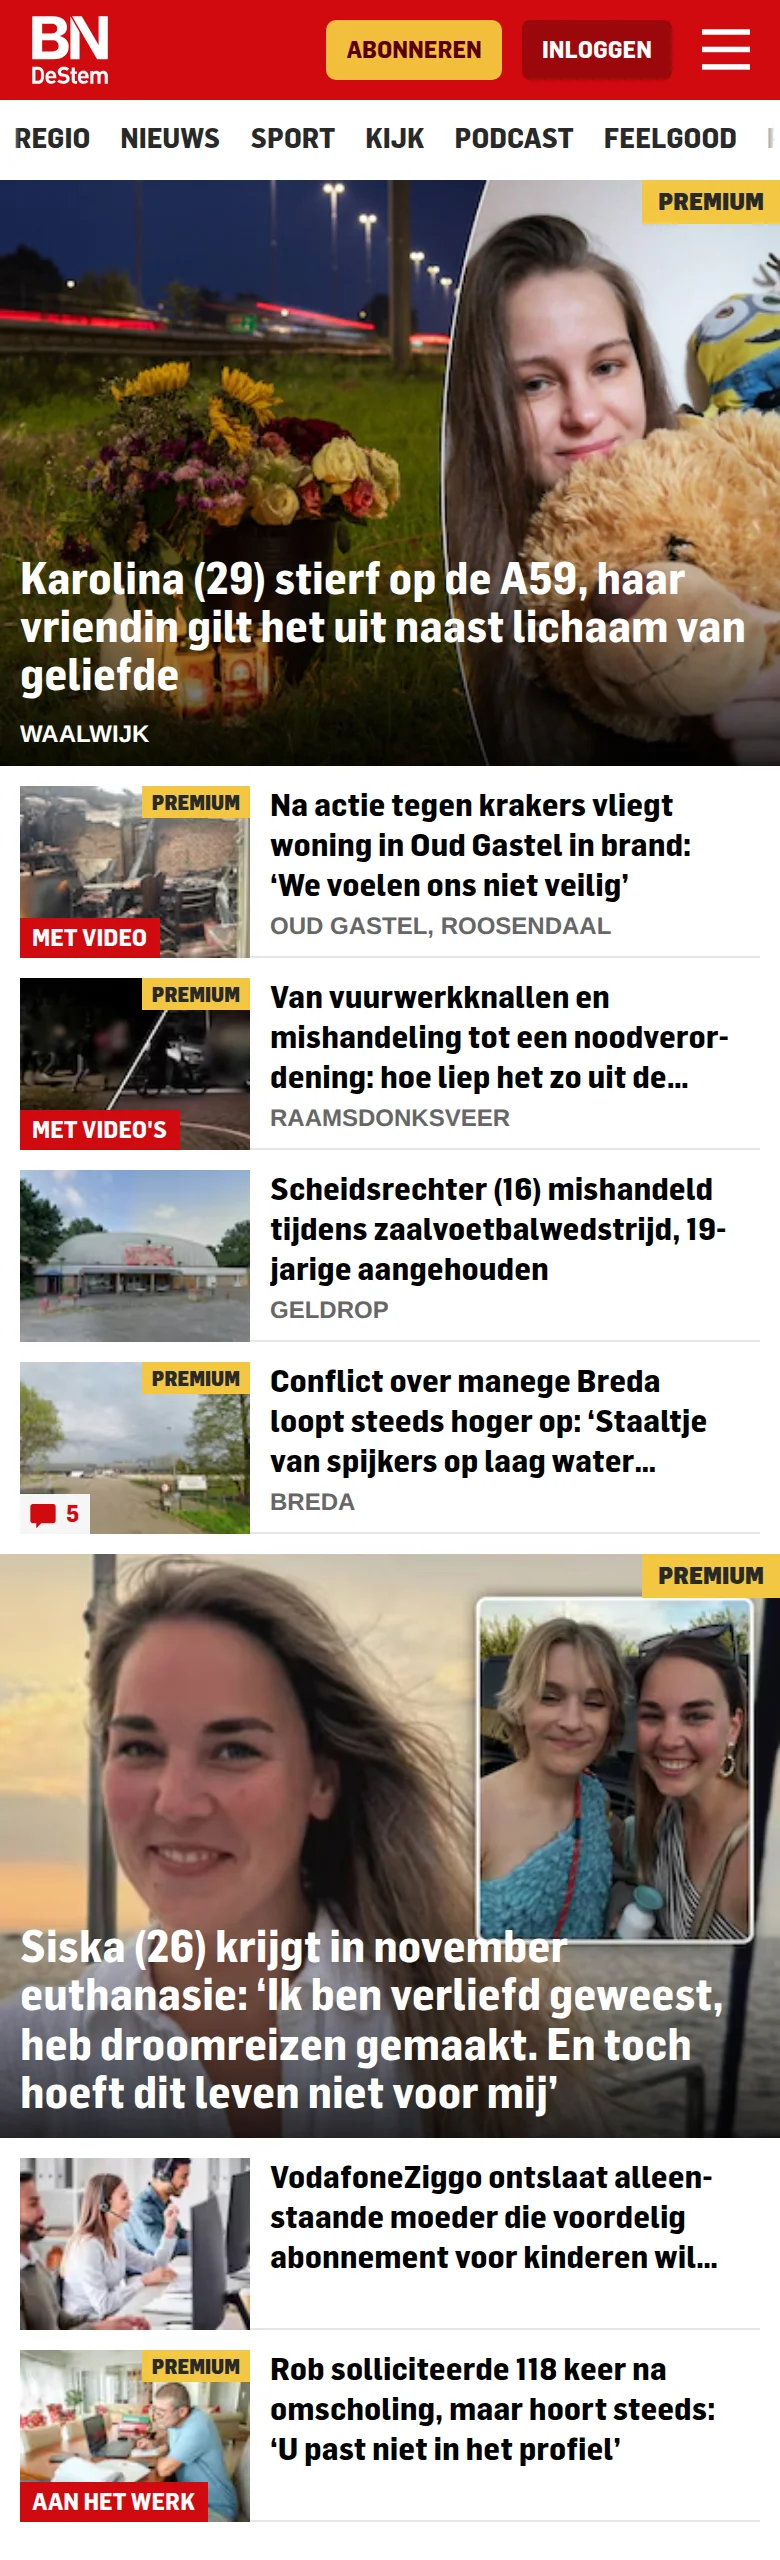 BN
DeStem
ABONNEREN
INLOGGEN
REGIO NIEUWS SPORT KIJK PODCAST FEELGOOD
PREMIUM
Karolina (29) stierf op de A59, haar
vriendin gilt het uit naast lichaam van
geliefde
WAALWIJK
PREMIUM
MET VIDEO
Na actie tegen krakers vliegt
woning in Oud Gastel in brand:
‘We voelen ons niet veilig’
OUD GASTEL, ROOSENDAAL
PREMIUM
MET VIDEO'S
Van vuurwerkknallen en
mishandeling tot een noodveror-
dening: hoe liep het zo uit de...
RAAMSDONKSVEER
Scheidsrechter (16) mishandeld
tijdens zaalvoetbalwedstrijd, 19-
jarige aangehouden
GELDROP
PREMIUM
5
Conflict over manege Breda
loopt steeds hoger op: ‘Staaltje
van spijkers op laag water...
BREDA
PREMIUM
Siska (26) krijgt in november
euthanasie: ‘Ik ben verliefd geweest,
heb droomreizen gemaakt. En toch
hoeft dit leven niet voor mij’
VodafoneZiggo ontslaat alleen-
staande moeder die voordelig
abonnement voor kinderen wil...
PREMIUM
AAN HET WERK
Rob solliciteerde 118 keer na
omscholing, maar hoort steeds:
‘U past niet in het profiel’